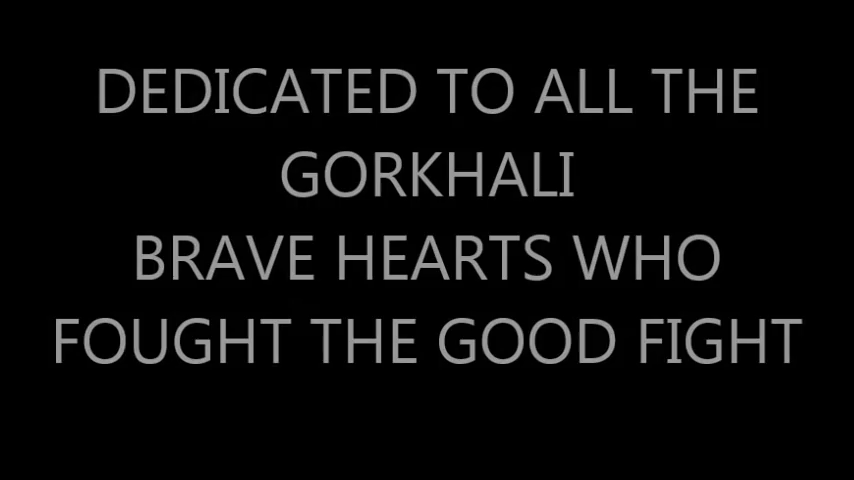 DEDICATED TO ALL THE
GORKHALI
BRAVE HEARTS WHO
FOUGHT THE GOOD FIGHT